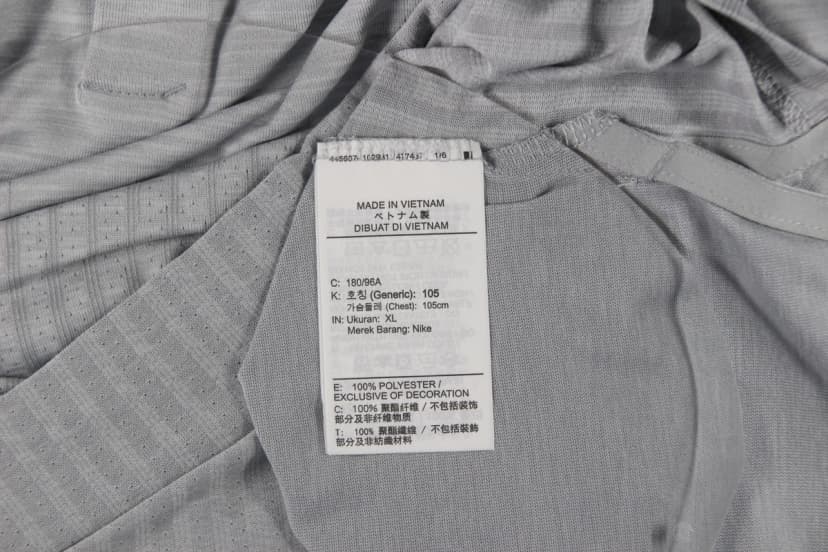 1/6
MADE IN VIETNAM
ベトナム製
DIBUAT DI VIETNAM
C: 180/96A
K: 호칭 (Generic): 105
가슴둘레 (Chest): 105cm
IN: Ukuran: XL
Merek Barang: Nike
E: 100% POLYESTER /
EXCLUSIVE OF DECORATION
C: 100% 聚酯纤维 / 不包括装饰
部分及非纤维物质
T: 100% 聚酯纖維 / 不包括裝飾
部分及非紡織材料